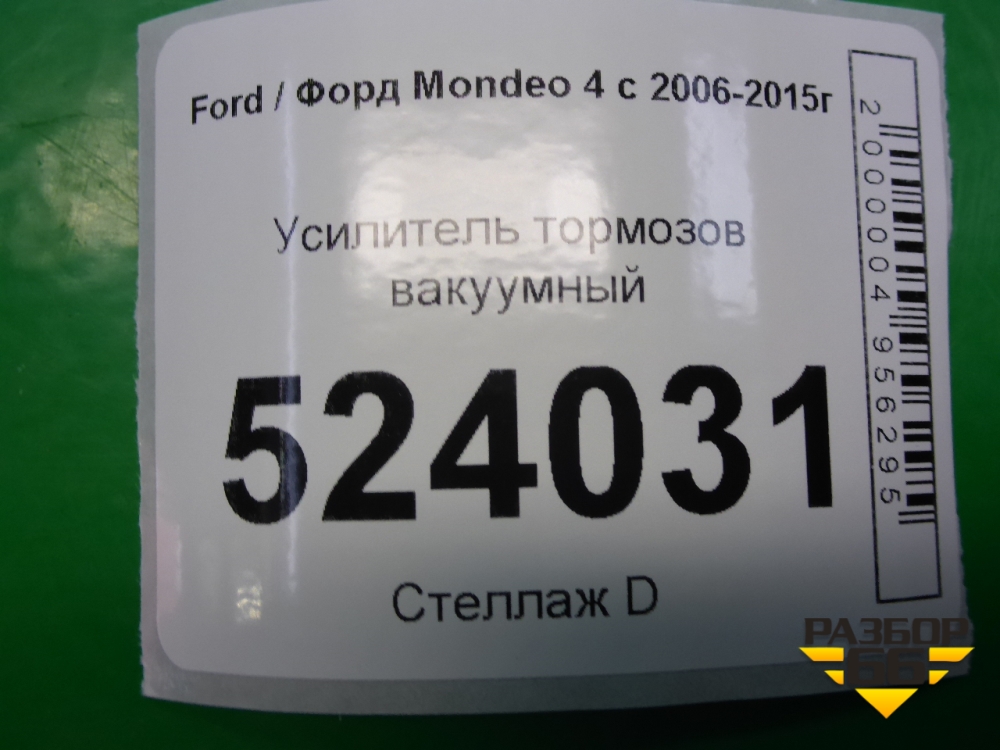 Ford / Форд Mondeo 4 с 2006-2015г
Усилитель тормозов
вакуумный
524031
Стеллаж D
2000004956295
РАЗБОР
66